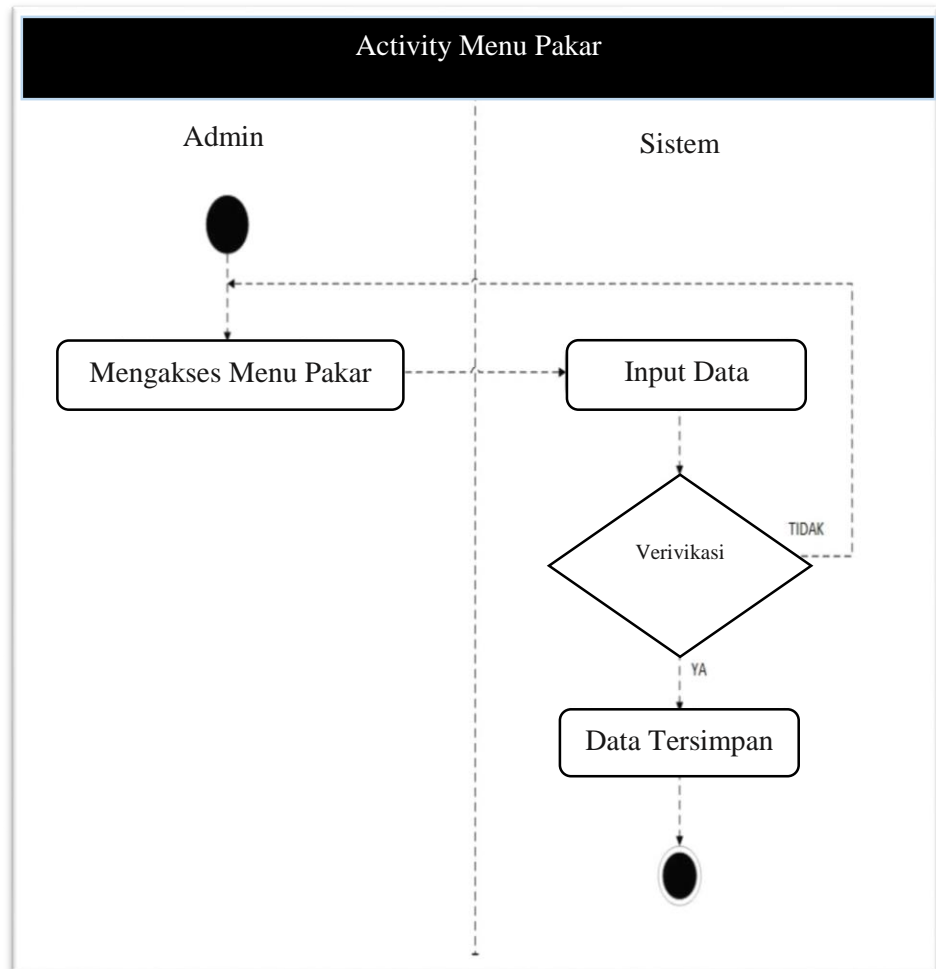 Activity Menu Pakar
Admin
Sistem
Mengakses Menu Pakar
Input Data
TIDAK
Verivikasi
YA
Data Tersimpan